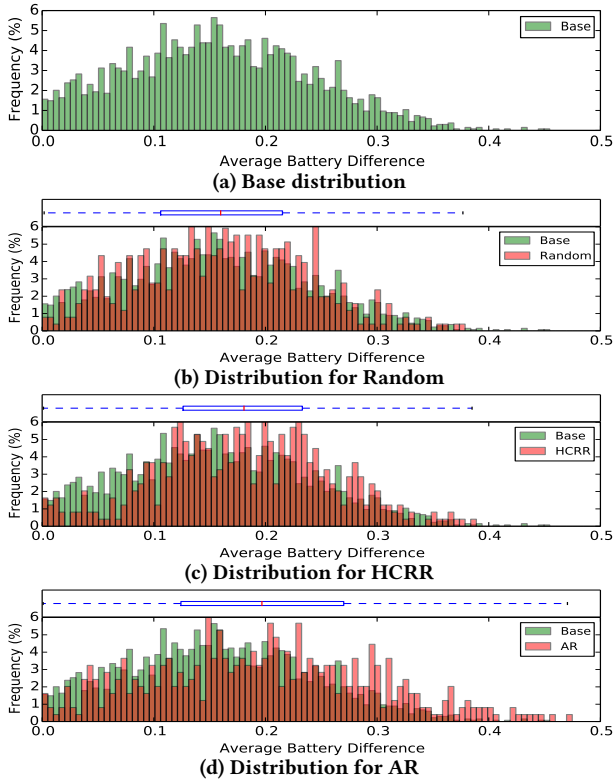 6
5
4
3
2
1
0
Frequency (%)
Base
0.1 0.2 0.3 0.4 0.5
Average Battery Difference
(a) Base distribution
6
5
4
3
2
1
0
Frequency (%)
Base
Random
0.0 0.1 0.2 0.3 0.4 0.5
Average Battery Difference
(b) Distribution for Random
6
5
4
3
2
1
0
Frequency (%)
Base
HCRR
0.0 0.1 0.2 0.3 0.4 0.5
Average Battery Difference
(c) Distribution for HCRR
6
5
4
3
2
1
0.0
Frequency (%)
Base
AR
0.1 0.2 0.3 0.4 0.5
Average Battery Difference
(d) Distribution for AR